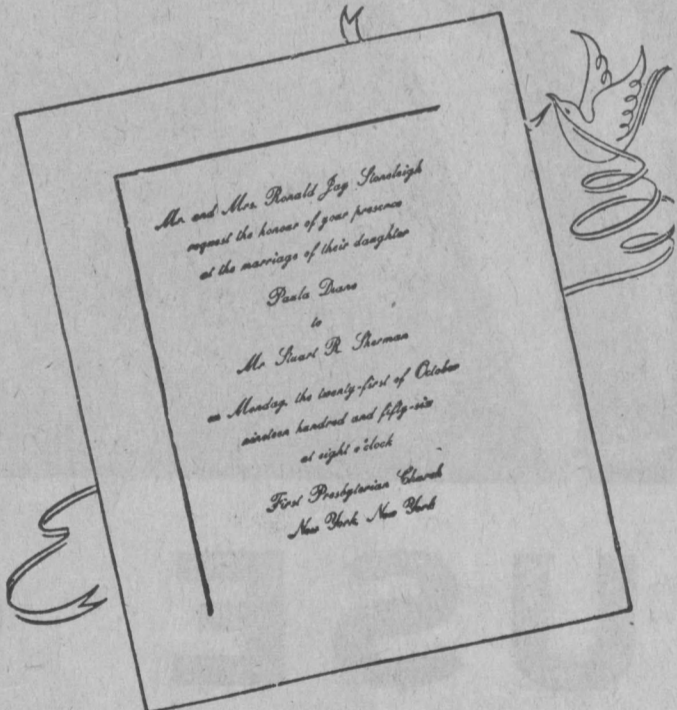 Mr. and Mrs. Ronald Jay Stoneleigh
request the honour of your presence
at the marriage of their daughter
Paula Diane
to
Mr. Stuart R. Sherman
on Monday, the twenty-first of October
nineteen hundred and fifty-six
at eight o'clock
First Presbyterian Church
New York, New York